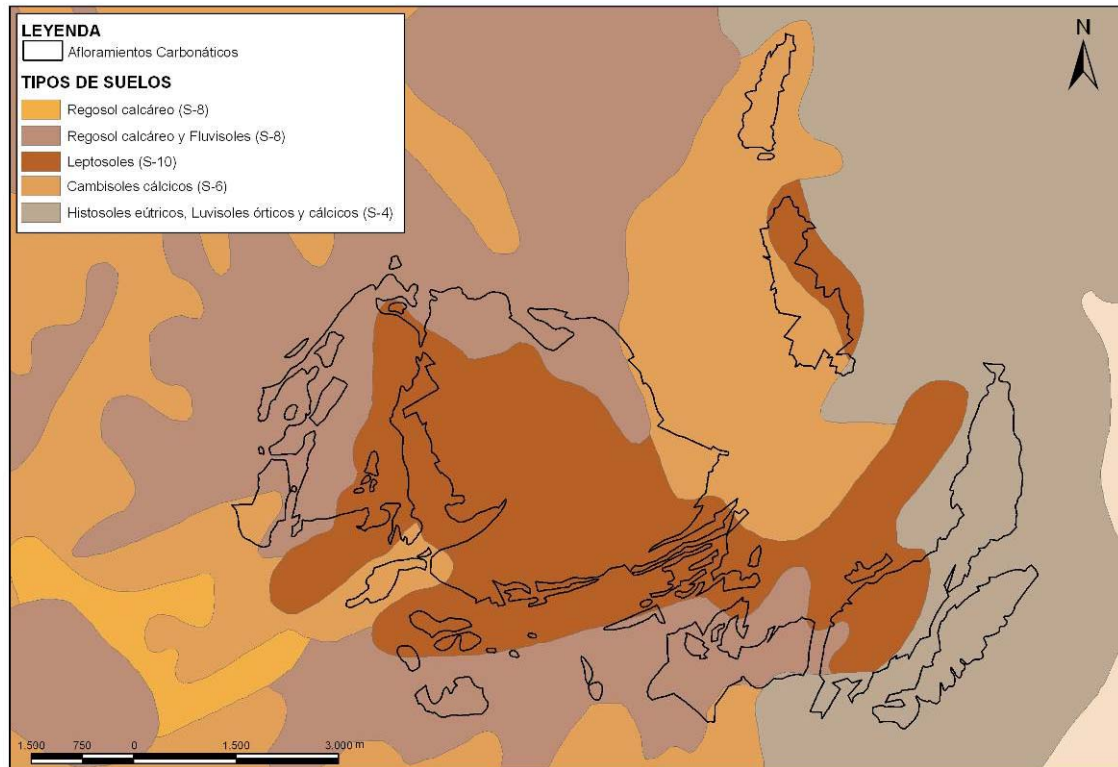 LEYENDA
Afloramientos Carbonáticos
TIPOS DE SUELOS
Regosol calcáreo (S-8)
Regosol calcáreo y Fluvisoles (S-8)
Leptosoles (S-10)
Cambisoles cálcicos (S-6)
Histosoles eútricos, Luvisoles órticos y cálcicos (S-4)
N
1.500 750 0 1.500 3.000 m